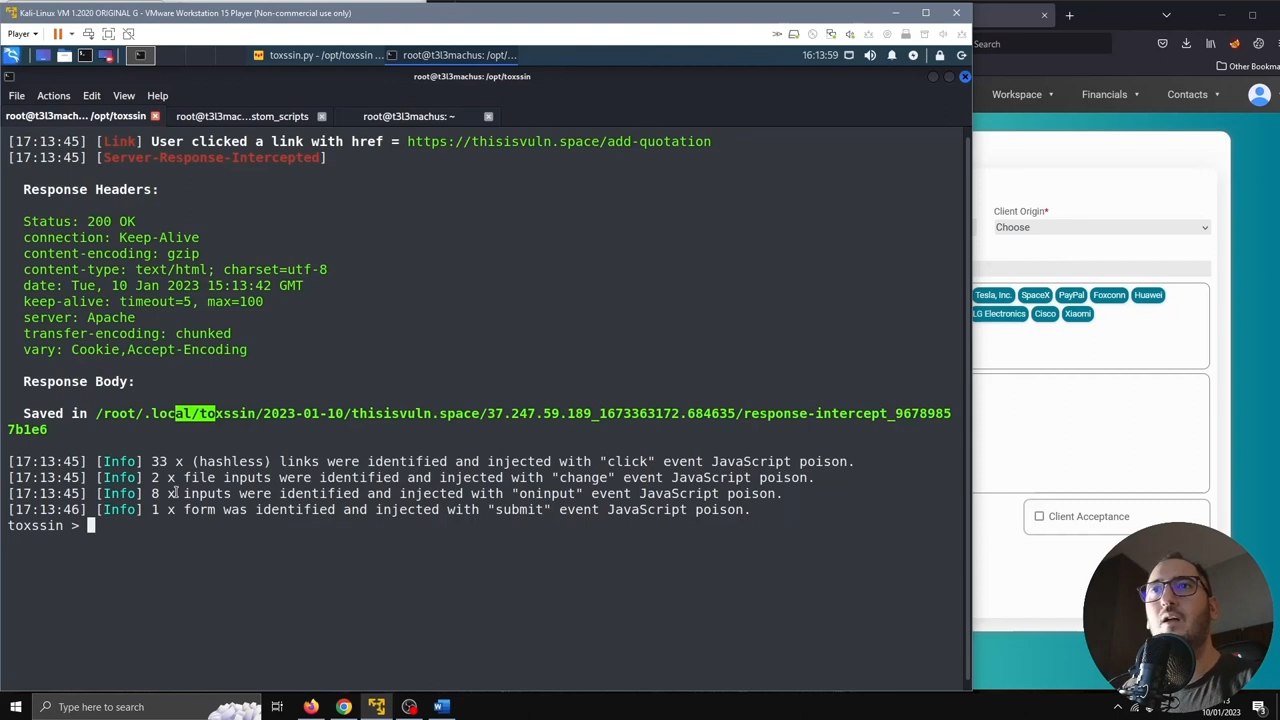 Kali-Linux VM 1.2020 ORIGINAL G - VMware Workstation 15 Player (Non-commercial use only)
Player
toxssin.py - /opt/toxssin ...
root@t3l3machus: /opt/...
16:13:59
Search
Other Bookma
root@t3l3machus: /opt/toxssin
File Actions Edit View Help
Workspace
Financials
Contacts
root@t3l3mach... /opt/toxssin
root@t3l3mac...stom_scripts
root@t3l3machus: ~
[17:13:45] [Link] User clicked a link with href = https://thisisvuln.space/add-quotation
[17:13:45] [Server-Response-Intercepted]
Response Headers:
Status: 200 OK
connection: Keep-Alive
content-encoding: gzip
content-type: text/html; charset=utf-8
date: Tue, 10 Jan 2023 15:13:42 GMT
keep-alive: timeout=5, max=100
server: Apache
transfer-encoding: chunked
vary: Cookie,Accept-Encoding
Response Body:
Saved in /root/.local/toxssin/2023-01-10/thisisvuln.space/37.247.59.189_1673363172.684635/response-intercept_9678985
7b1e6
[17:13:45] [Info] 33 x (hashless) links were identified and injected with "click" event JavaScript poison.
[17:13:45] [Info] 2 x file inputs were identified and injected with "change" event JavaScript poison.
[17:13:45] [Info] 8 x inputs were identified and injected with "oninput" event JavaScript poison.
[17:13:46] [Info] 1 x form was identified and injected with "submit" event JavaScript poison.
toxssin >
Client Origin*
Choose
Tesla, Inc. SpaceX PayPal Foxconn Huawei
LG Electronics Cisco Xiaomi
Client Acceptance
Type here to search
10/01/2023